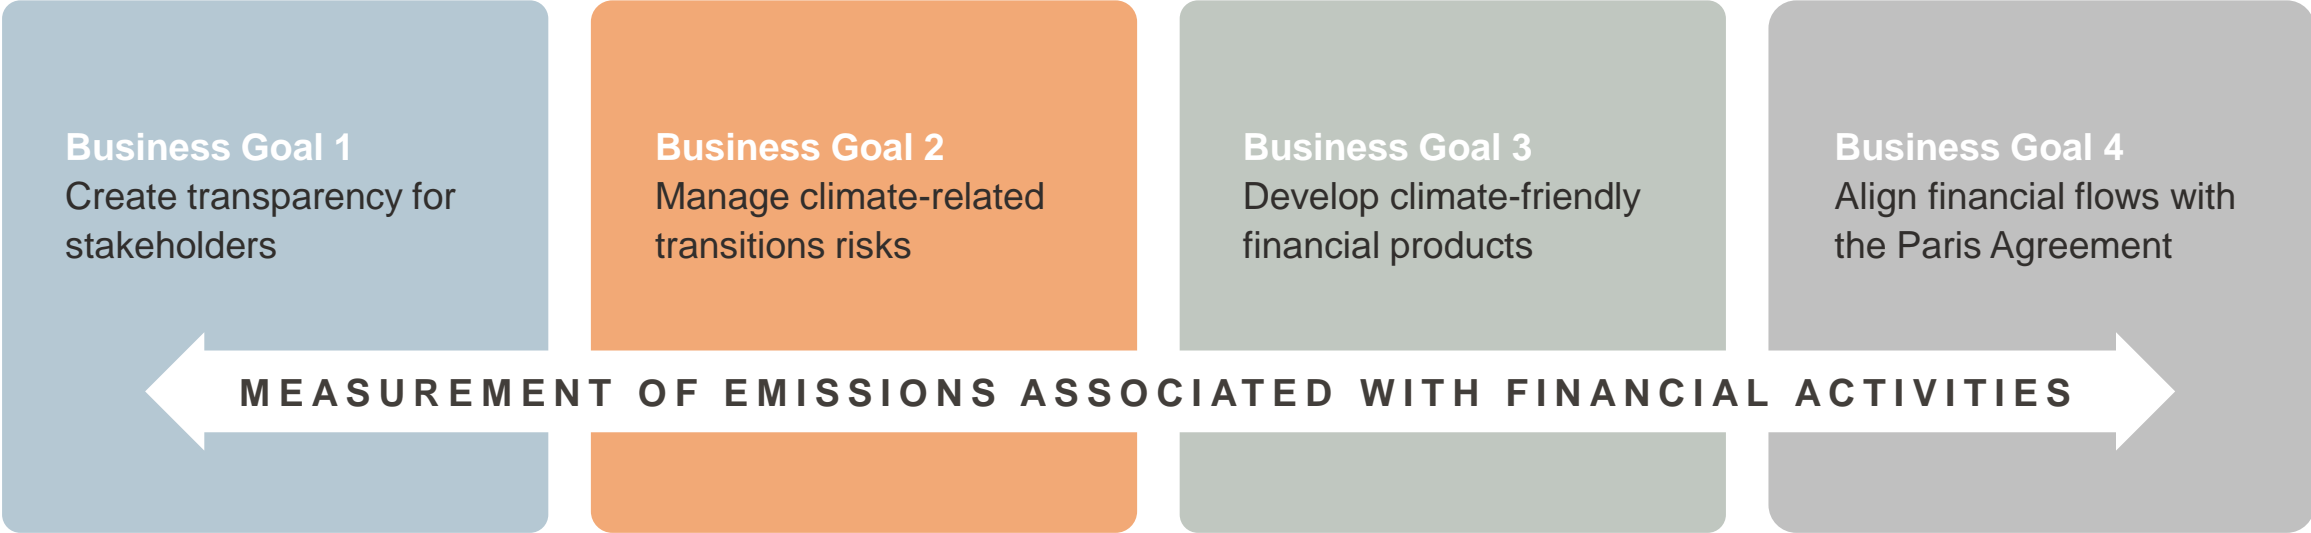 Business Goal 1
Create transparency for
stakeholders
Business Goal 2
Manage climate-related
transitions risks
Business Goal 3
Develop climate-friendly
financial products
Business Goal 4
Align financial flows with
the Paris Agreement
MEASUREMENT OF EMISSIONS ASSOCIATED WITH FINANCIAL ACTIVITIES